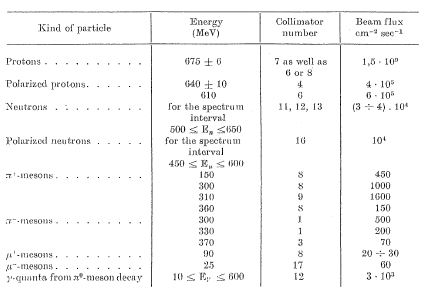 Kind of particle Energy (MeV) Collimator number Beam flux cm⁻² sec⁻¹
Protons . . . . . . . . . . 675 ± 6 7 as well as 1,5 · 10⁹
6 or 8
Polarized protons. . . . . . 640 ± 10 4 4 · 10⁵
610 6 6 · 10⁵
Neutrons . . . . . . . . . for the spectrum 11, 12, 13 (3 ÷ 4) . 10⁴
interval
500 ≤ Eₙ ≤650
Polarized neutrons . . . . . for the spectrum 16 10⁴
interval
450 ≤ Eₙ ≤ 600
π⁺-mesons . . . . . . . . . 150 8 450
300 8 1000
310 9 1600
360 8 150
π⁻-mesons . . . . . . . . . 300 1 500
330 1 200
370 3 70
μ⁺-mesons . . . . . . . . . 90 8 20 ÷ 30
μ⁻-mesons . . . . . . . . . 25 17 60
γ-quanta from π⁰-meson decay 10 ≤ Eᵧ ≤ 600 12 3 · 10³